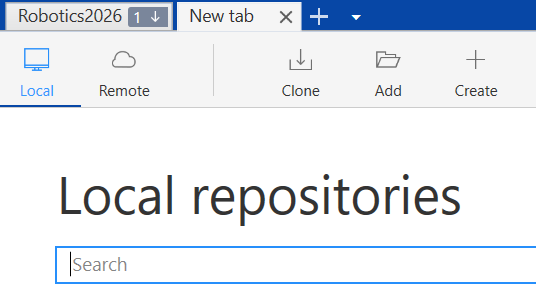 Robotics2026 1 New tab
Local Remote Clone Add Create
Local repositories
Search